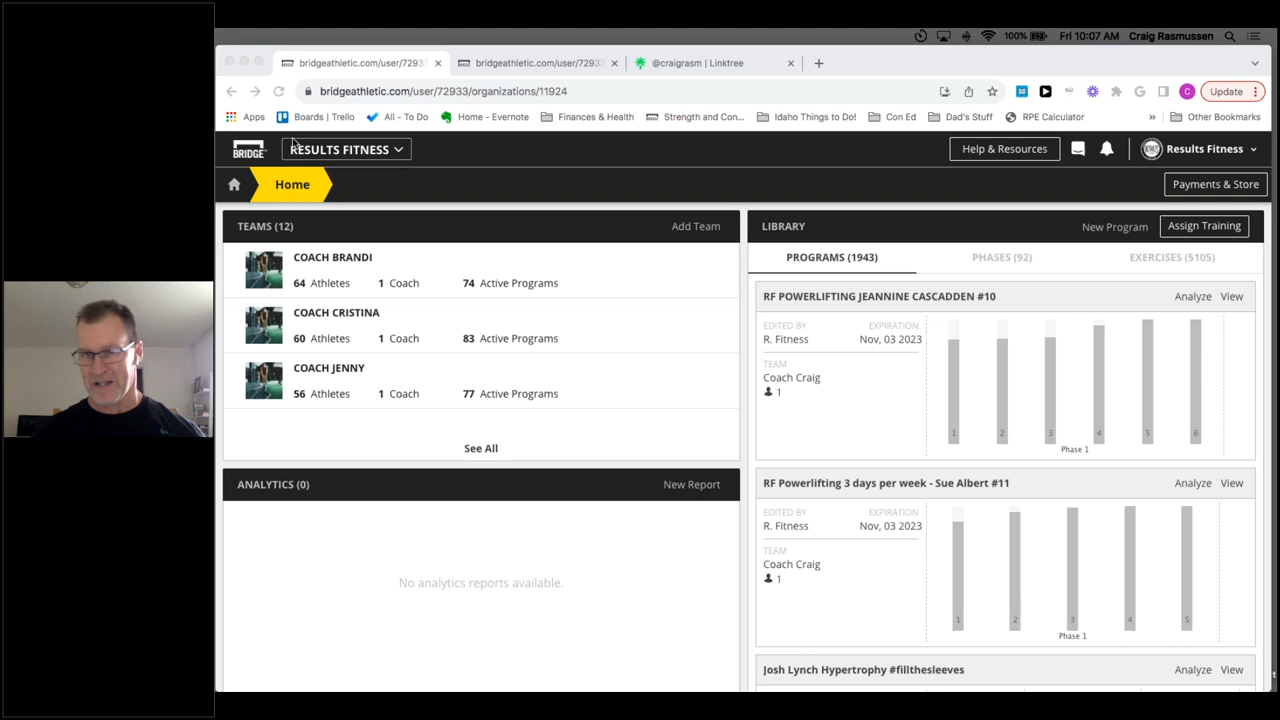 100% Fri 10:07 AM Craig Rasmussen
bridgeathletic.com/user/7293 bridgeathletic.com/user/72933 @craigrasm | Linktree
bridgeathletic.com/user/72933/organizations/11924 Update
Apps Boards | Trello All - To Do Home - Evernote Finances & Health Strength and Con... Idaho Things to Do! Con Ed Dad's Stuff RPE Calculator » Other Bookmarks
BRIDGE RESULTS FITNESS Help & Resources Results Fitness
Home Payments & Store
TEAMS (12) Add Team
COACH BRANDI
64 Athletes 1 Coach 74 Active Programs
COACH CRISTINA
60 Athletes 1 Coach 83 Active Programs
COACH JENNY
56 Athletes 1 Coach 77 Active Programs
See All
ANALYTICS (0) New Report
No analytics reports available.
LIBRARY New Program Assign Training
PROGRAMS (1943) PHASES (92) EXERCISES (5105)
RF POWERLIFTING JEANNINE CASCADDEN #10 Analyze View
EDITED BY EXPIRATION
R. Fitness Nov, 03 2023
TEAM
Coach Craig
1
1 2 3 4 5 6
Phase 1
RF Powerlifting 3 days per week - Sue Albert #11 Analyze View
EDITED BY EXPIRATION
R. Fitness Nov, 03 2023
TEAM
Coach Craig
1
1 2 3 4 5
Phase 1
Josh Lynch Hypertrophy #fillthesleeves Analyze View